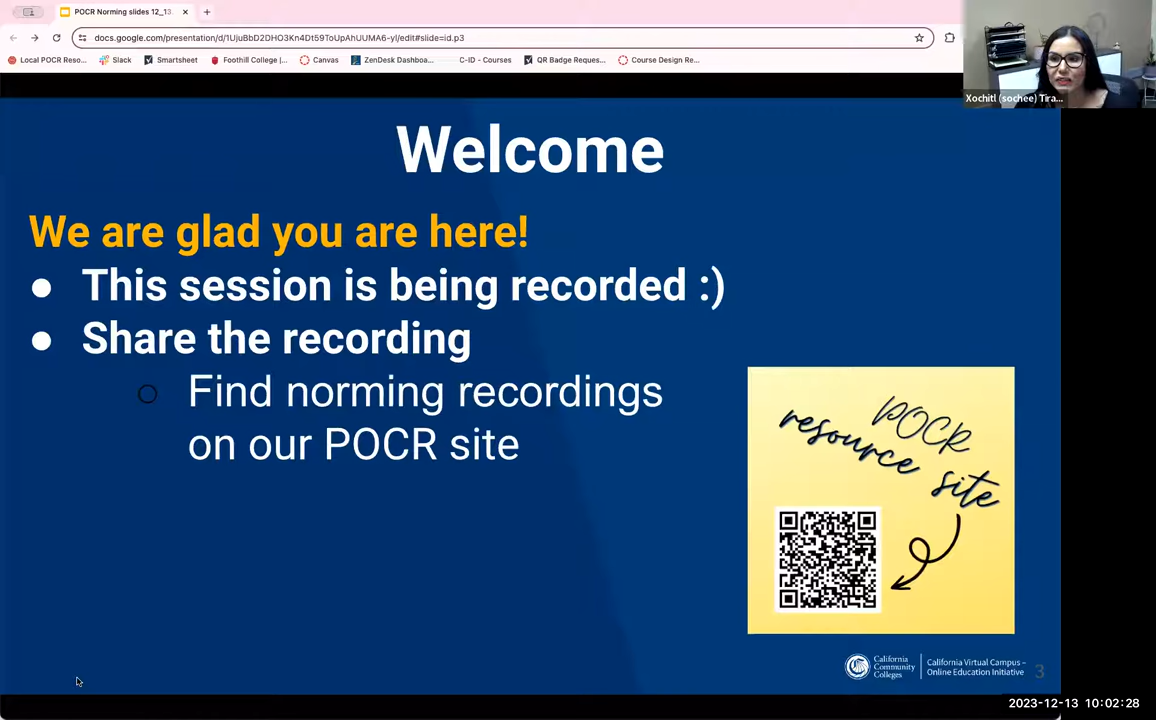 POCR Norming slides 12_13
docs.google.com/presentation/d/1UjuBbD2DHO3Kn4Dt59ToUpAhUUMA6-yI/edit#slide=id.p3
Local POCR Reso...
Slack
Smartsheet
Foothill College |...
Canvas
ZenDesk Dashboa...
C-ID - Courses
QR Badge Reques...
Course Design Re...
Xochitl (sochee) Tira...
Welcome
We are glad you are here!
● This session is being recorded :)
● Share the recording
○ Find norming recordings
on our POCR site
POCR
resource site
California
Community
Colleges
California Virtual Campus –
Online Education Initiative
3
2023-12-13 10:02:28